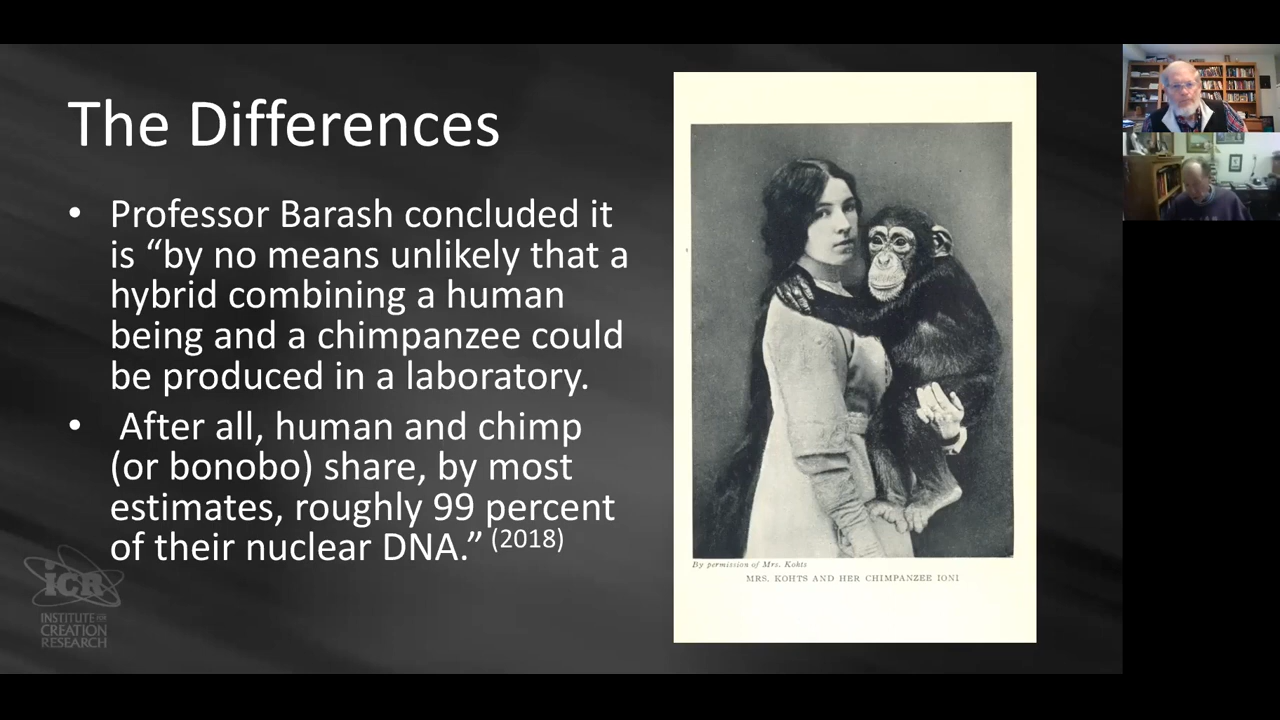 The Differences
• Professor Barash concluded it
is “by no means unlikely that a
hybrid combining a human
being and a chimpanzee could
be produced in a laboratory.
• After all, human and chimp
(or bonobo) share, by most
estimates, roughly 99 percent
of their nuclear DNA.” (2018)
By permission of Mrs. Kohts
MRS. KOHTS AND HER CHIMPANZEE IONI
iCR
INSTITUTE FOR
CREATION
RESEARCH